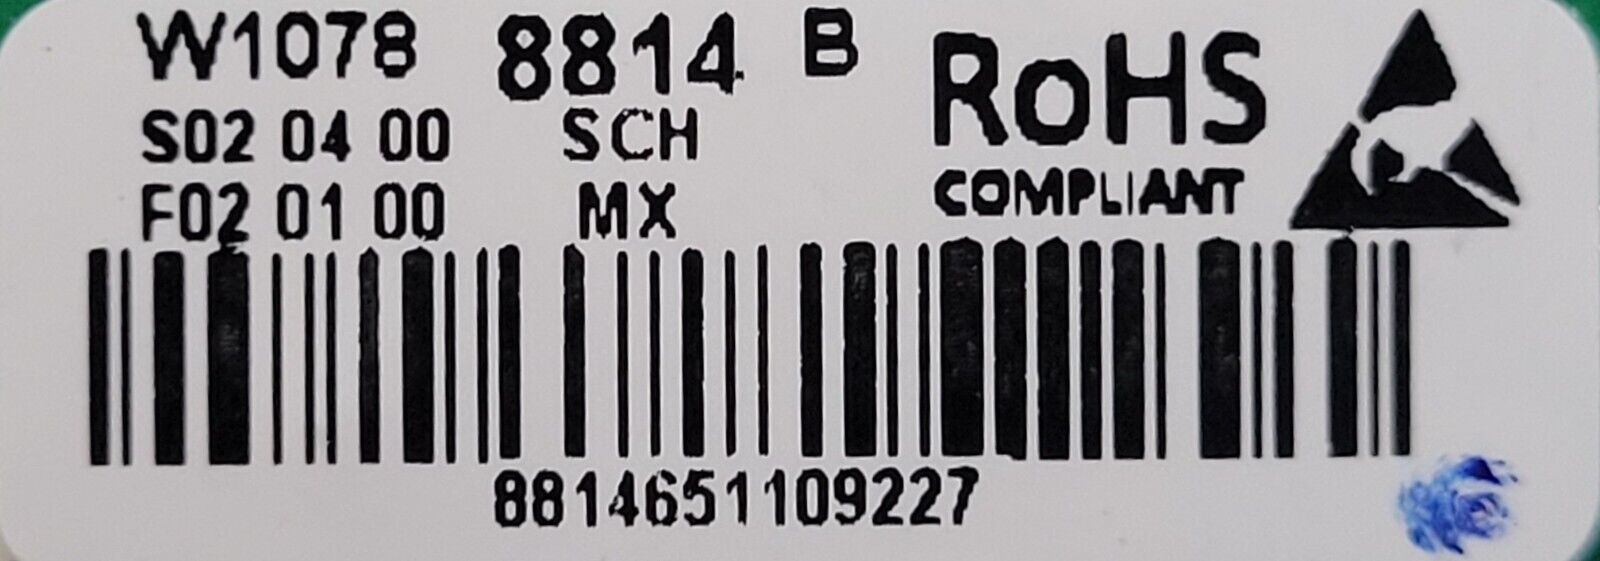 W1078 8814 B
S02 04 00 SCH
F02 01 00 MX
RoHS
COMPLIANT
8814651109227